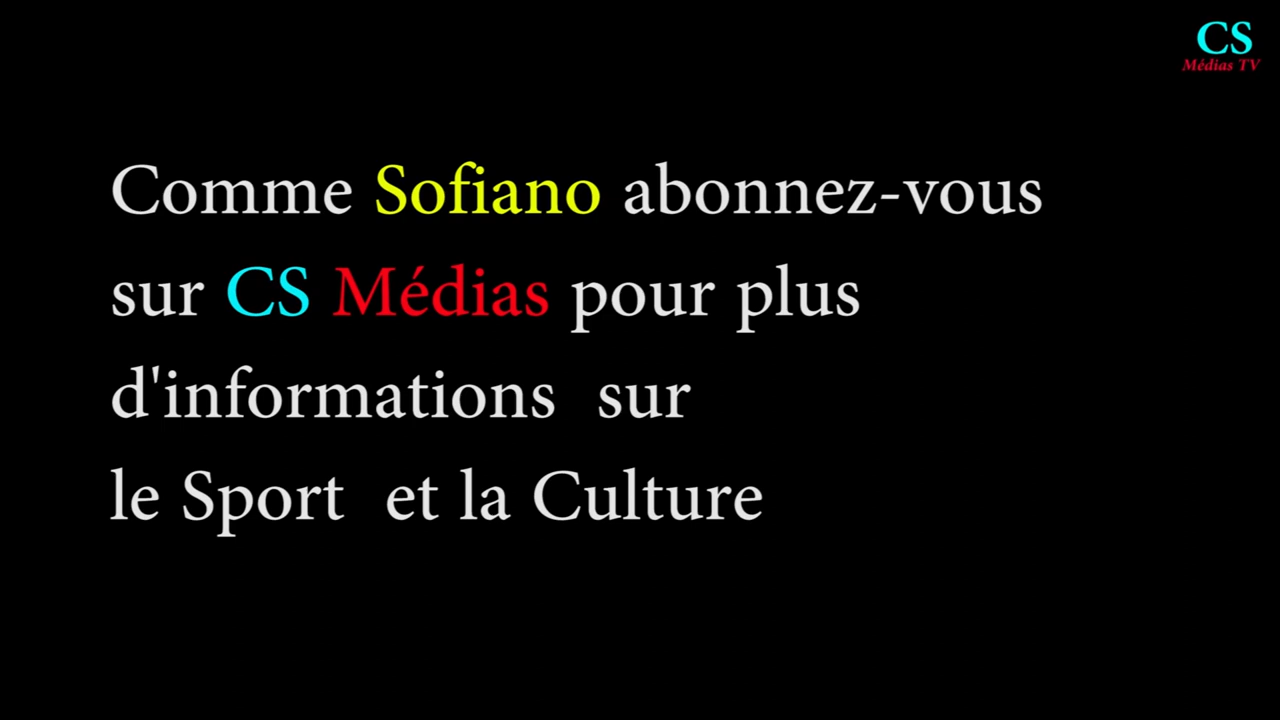 CS
Médias TV
Comme Sofiano abonnez-vous
sur CS Médias pour plus
d'informations  sur
le Sport  et la Culture